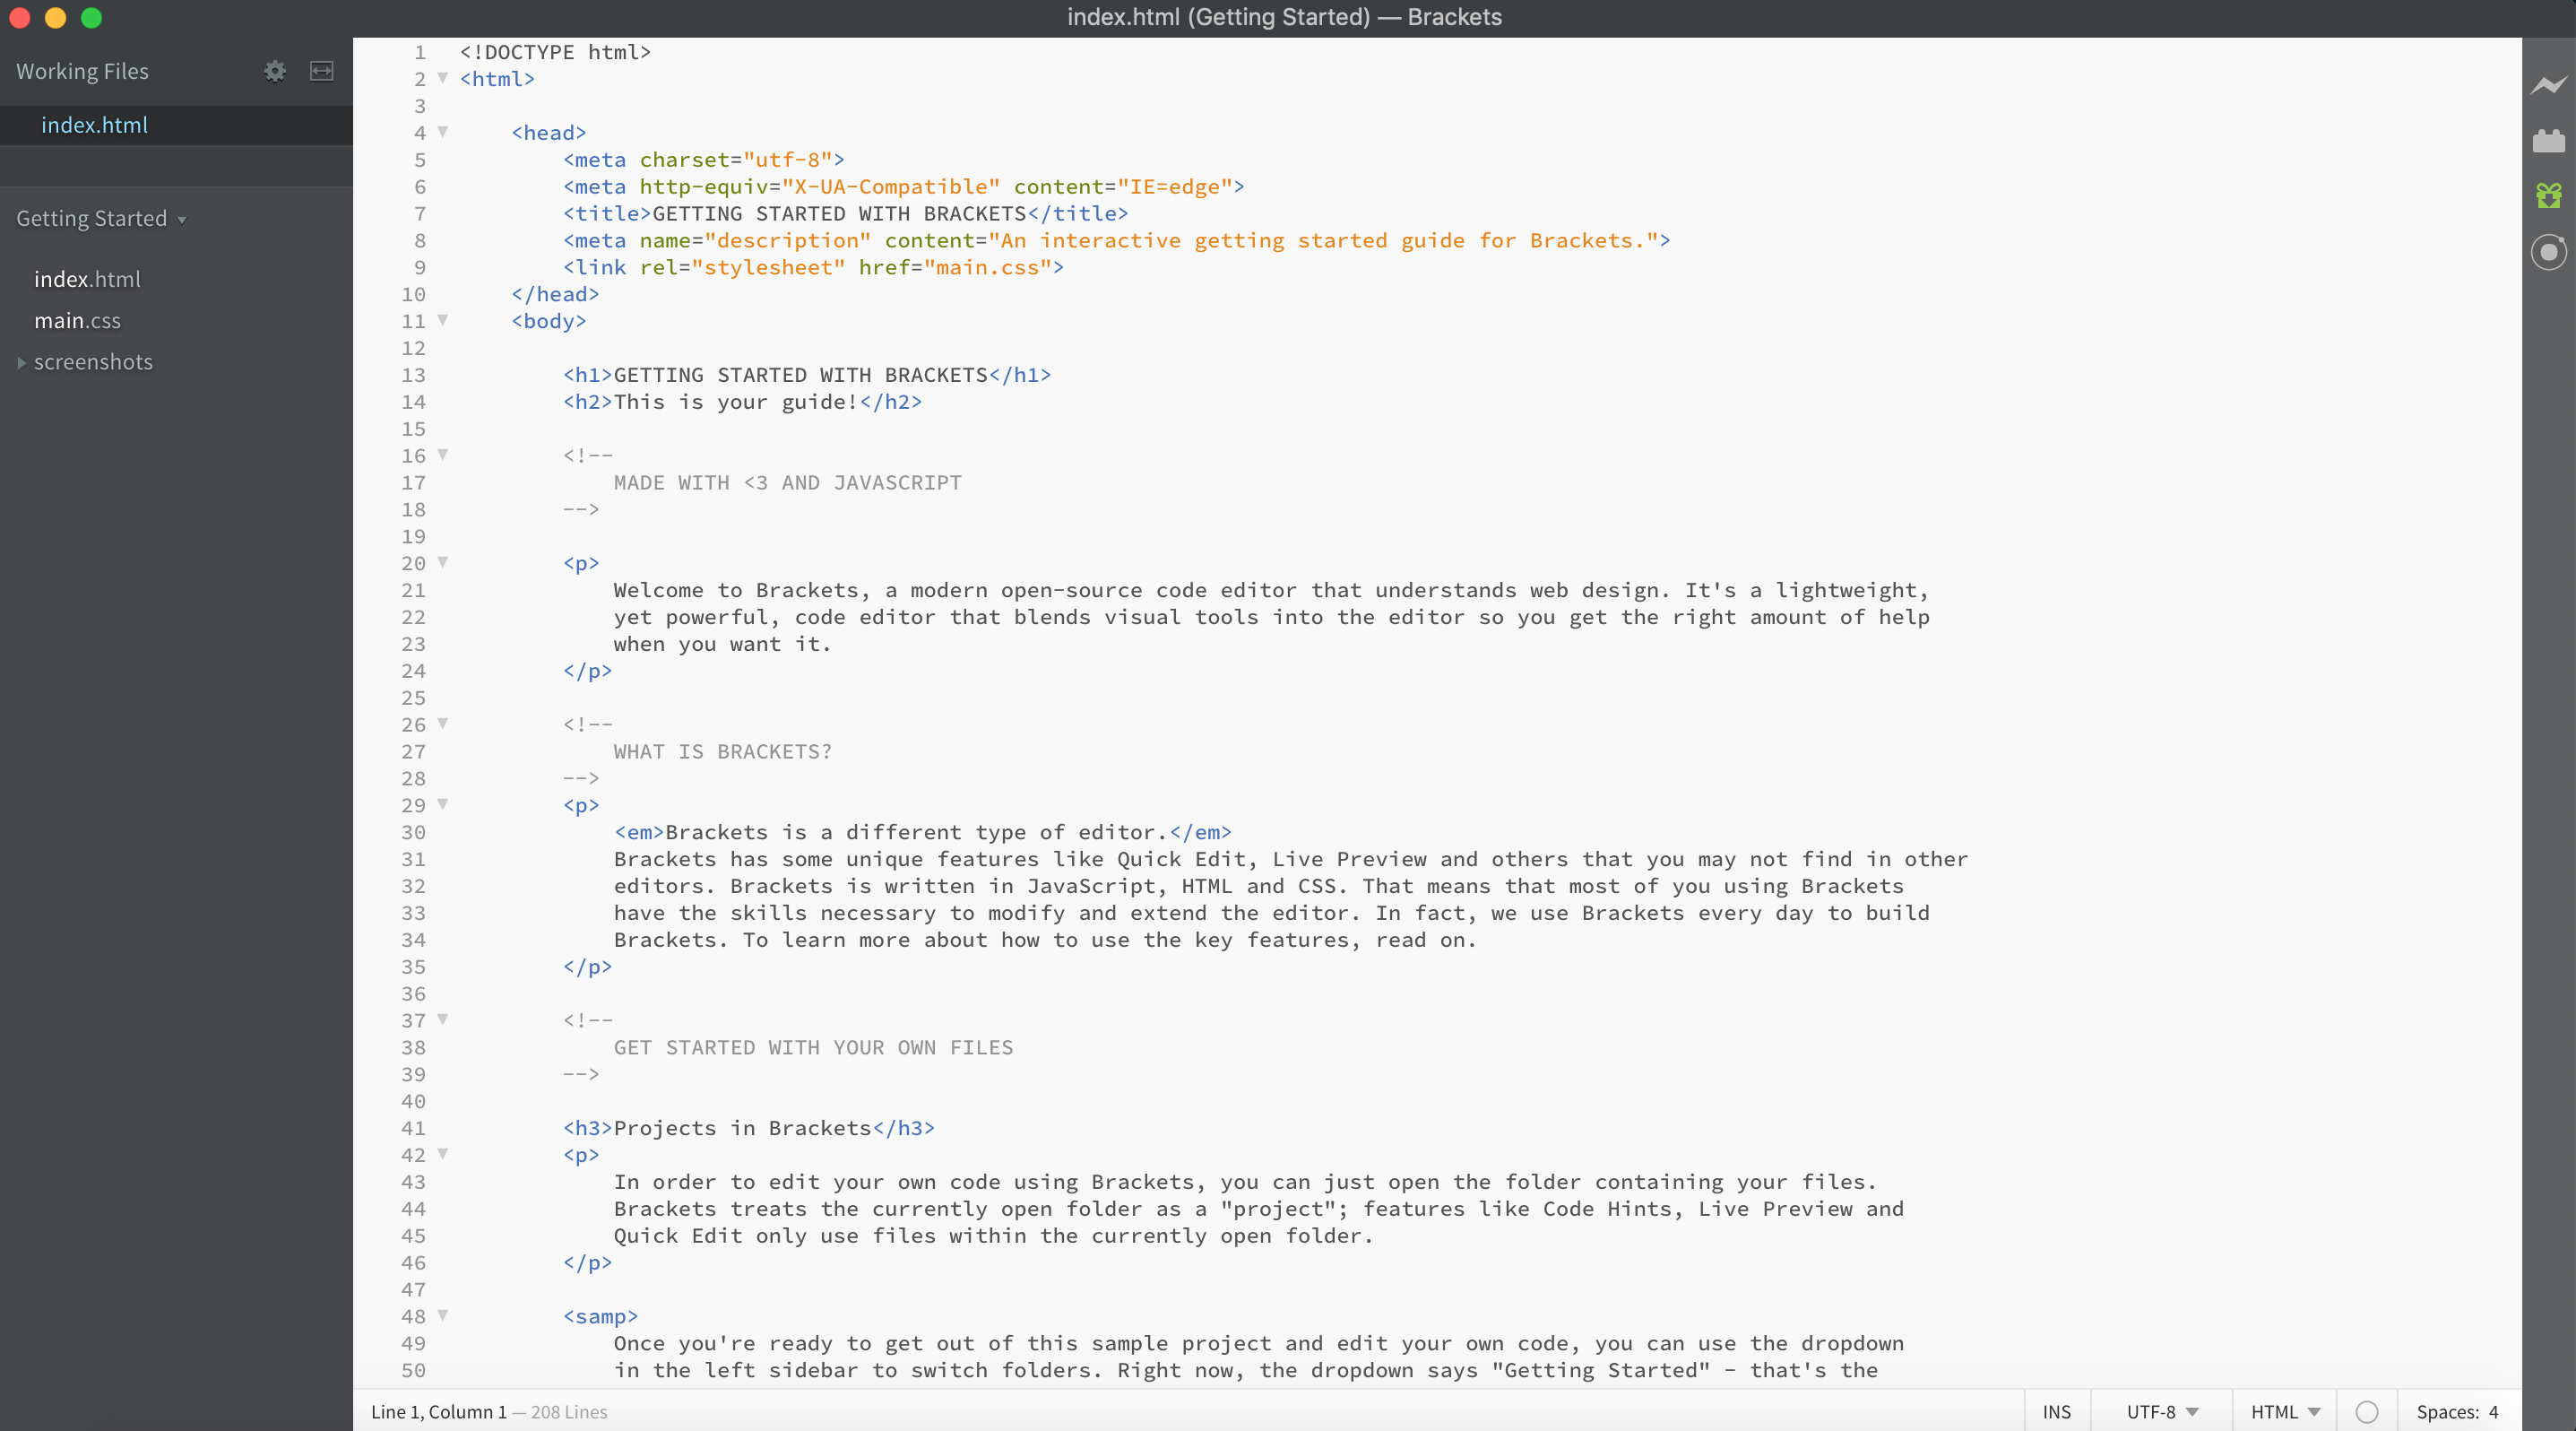 index.html (Getting Started) — Brackets
Working Files
index.html
Getting Started
index.html
main.css
screenshots
1 <!DOCTYPE html>
2 <html>
3
4 <head>
5 <meta charset="utf-8">
6 <meta http-equiv="X-UA-Compatible" content="IE=edge">
7 <title>GETTING STARTED WITH BRACKETS</title>
8 <meta name="description" content="An interactive getting started guide for Brackets.">
9 <link rel="stylesheet" href="main.css">
10 </head>
11 <body>
12
13 <h1>GETTING STARTED WITH BRACKETS</h1>
14 <h2>This is your guide!</h2>
15
16 <!--
17 MADE WITH <3 AND JAVASCRIPT
18 -->
19
20 <p>
21 Welcome to Brackets, a modern open-source code editor that understands web design. It's a lightweight,
22 yet powerful, code editor that blends visual tools into the editor so you get the right amount of help
23 when you want it.
24 </p>
25
26 <!--
27 WHAT IS BRACKETS?
28 -->
29 <p>
30 <em>Brackets is a different type of editor.</em>
31 Brackets has some unique features like Quick Edit, Live Preview and others that you may not find in other
32 editors. Brackets is written in JavaScript, HTML and CSS. That means that most of you using Brackets
33 have the skills necessary to modify and extend the editor. In fact, we use Brackets every day to build
34 Brackets. To learn more about how to use the key features, read on.
35 </p>
36
37 <!--
38 GET STARTED WITH YOUR OWN FILES
39 -->
40
41 <h3>Projects in Brackets</h3>
42 <p>
43 In order to edit your own code using Brackets, you can just open the folder containing your files.
44 Brackets treats the currently open folder as a "project"; features like Code Hints, Live Preview and
45 Quick Edit only use files within the currently open folder.
46 </p>
47
48 <samp>
49 Once you're ready to get out of this sample project and edit your own code, you can use the dropdown
50 in the left sidebar to switch folders. Right now, the dropdown says "Getting Started" - that's the
Line 1, Column 1 — 208 Lines
INS
UTF-8
HTML
Spaces: 4